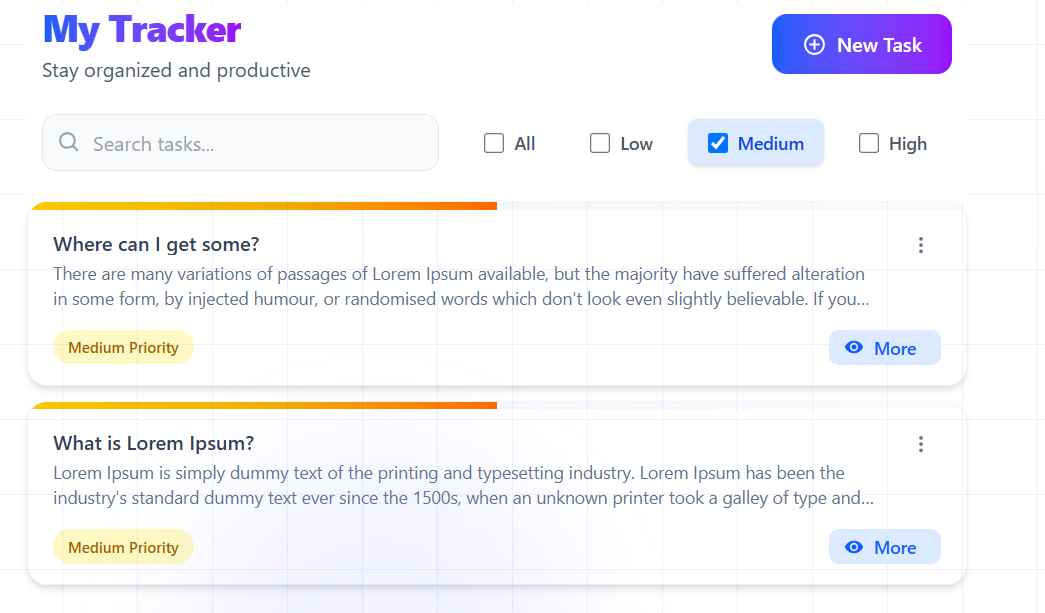 My Tracker
Stay organized and productive
New Task
Search tasks...
All
Low
Medium
High
Where can I get some?
There are many variations of passages of Lorem Ipsum available, but the majority have suffered alteration
in some form, by injected humour, or randomised words which don't look even slightly believable. If you...
Medium Priority
More
What is Lorem Ipsum?
Lorem Ipsum is simply dummy text of the printing and typesetting industry. Lorem Ipsum has been the
industry's standard dummy text ever since the 1500s, when an unknown printer took a galley of type and...
Medium Priority
More